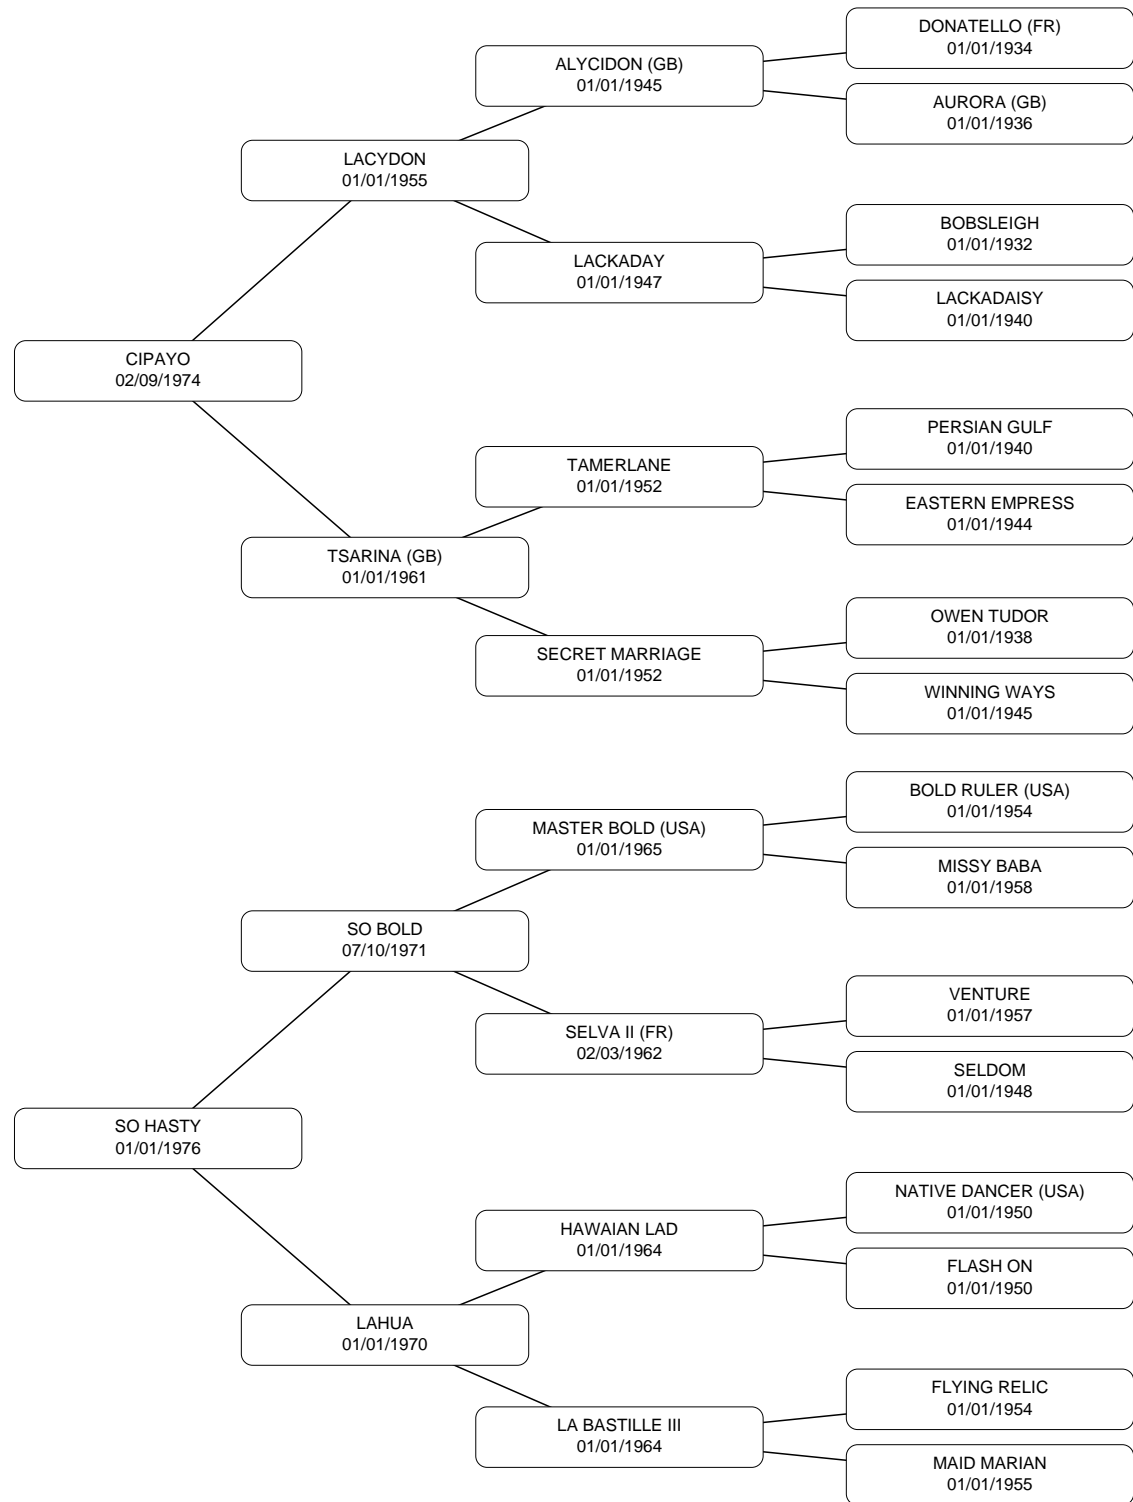 DONATELLO (FR)
01/01/1934
ALYCIDON (GB)
01/01/1945
AURORA (GB)
01/01/1936
LACYDON
01/01/1955
BOBSLEIGH
01/01/1932
LACKADAY
01/01/1947
LACKADAISY
01/01/1940
CIPAYO
02/09/1974
PERSIAN GULF
01/01/1940
TAMERLANE
01/01/1952
EASTERN EMPRESS
01/01/1944
TSARINA (GB)
01/01/1961
OWEN TUDOR
01/01/1938
SECRET MARRIAGE
01/01/1952
WINNING WAYS
01/01/1945
BOLD RULER (USA)
01/01/1954
MASTER BOLD (USA)
01/01/1965
MISSY BABA
01/01/1958
SO BOLD
07/10/1971
VENTURE
01/01/1957
SELVA II (FR)
02/03/1962
SELDOM
01/01/1948
SO HASTY
01/01/1976
NATIVE DANCER (USA)
01/01/1950
HAWAIAN LAD
01/01/1964
FLASH ON
01/01/1950
LAHUA
01/01/1970
FLYING RELIC
01/01/1954
LA BASTILLE III
01/01/1964
MAID MARIAN
01/01/1955